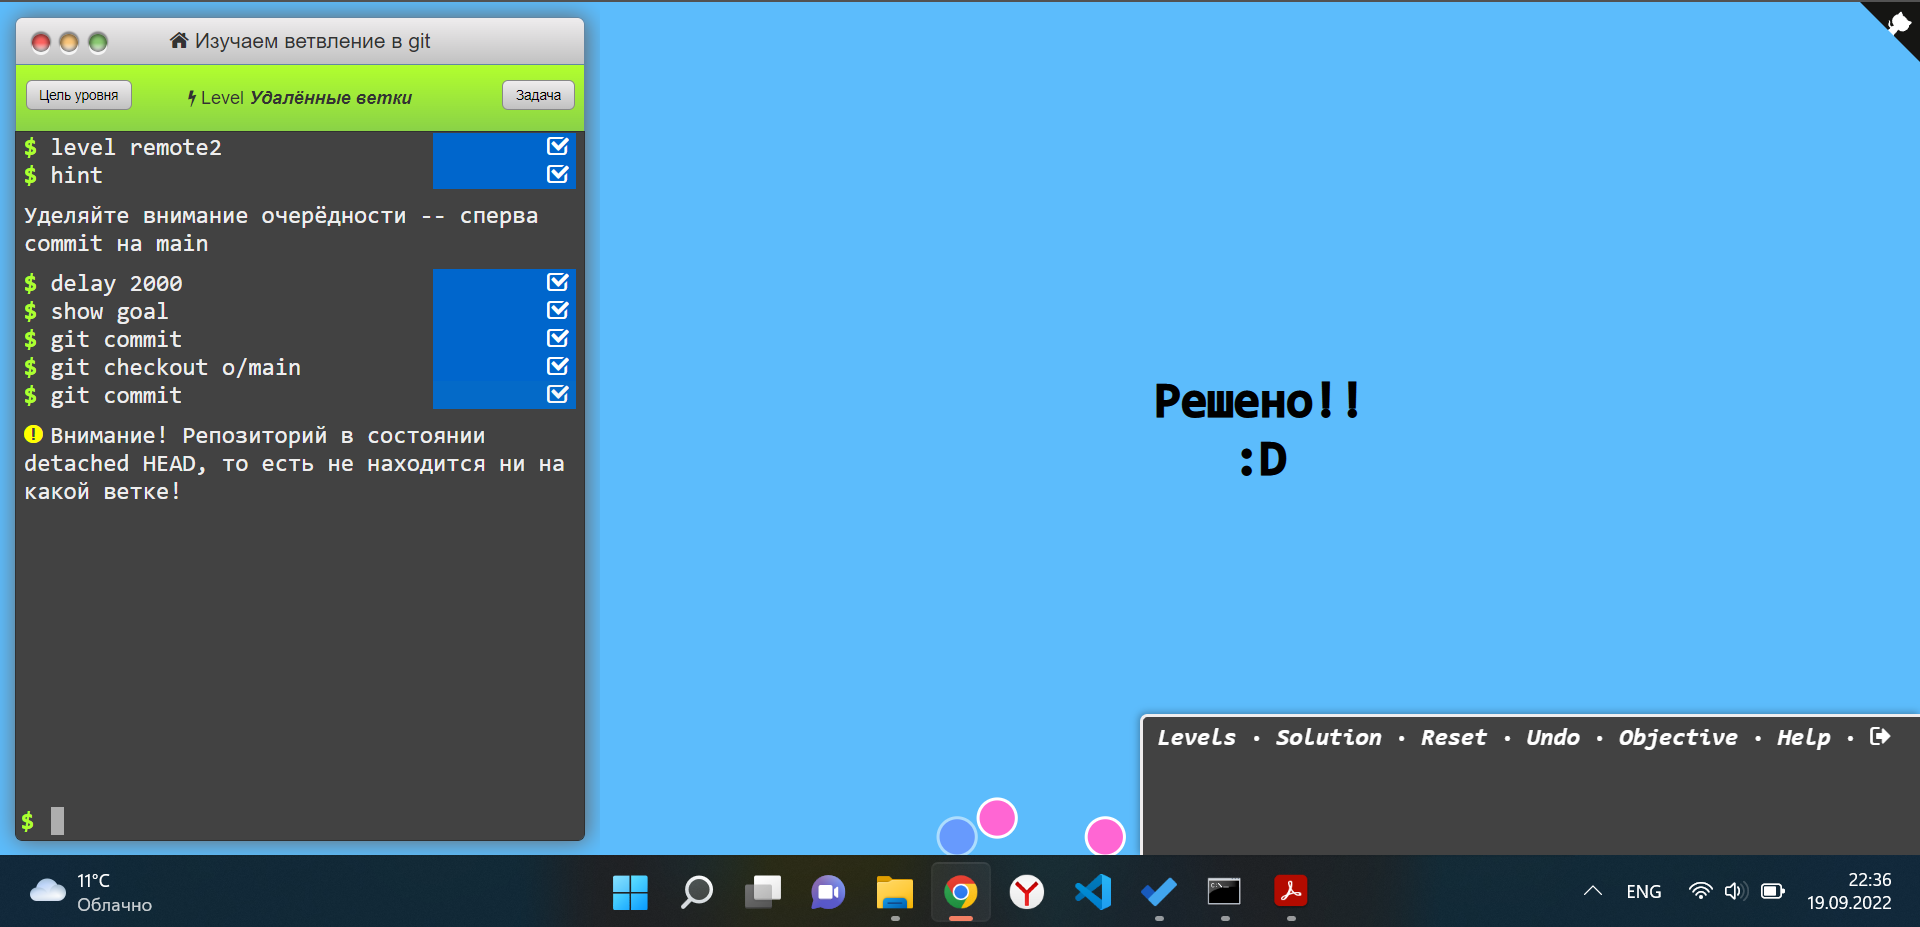 Изучаем ветвление в git
Цель уровня
Level Удалённые ветки
Задача
$ level remote2
$ hint
Уделяйте внимание очерёдности -- сперва
commit на main
$ delay 2000
$ show goal
$ git commit
$ git checkout o/main
$ git commit
Внимание! Репозиторий в состоянии
detached HEAD, то есть не находится ни на
какой ветке!
$
Решено!!
:D
Levels · Solution · Reset · Undo · Objective · Help ·
11°C
Облачно
ENG
22:36
19.09.2022